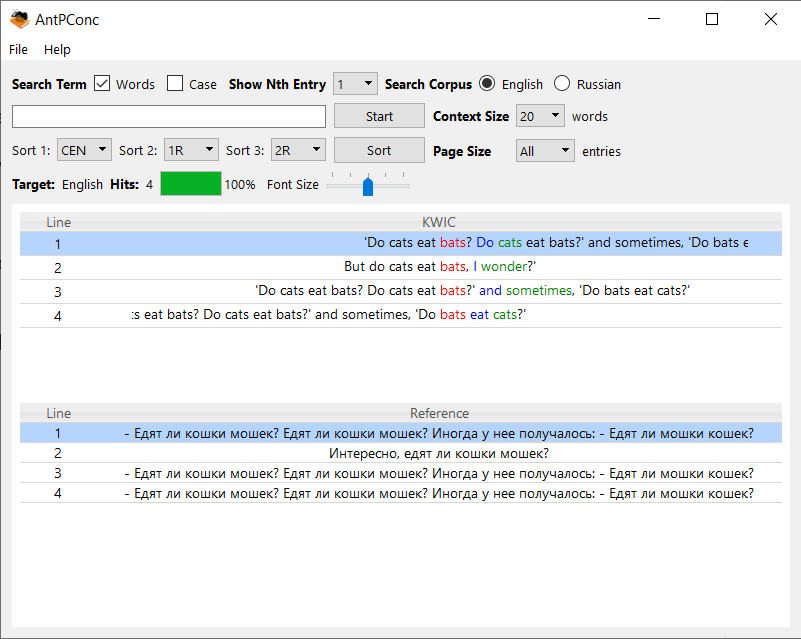 AntPConc
File Help
Search Term Words Case Show Nth Entry 1 Search Corpus English Russian
Start Context Size 20 words
Sort 1: CEN Sort 2: 1R Sort 3: 2R Sort Page Size All entries
Target: English Hits: 4 100% Font Size
Line KWIC
1 'Do cats eat bats? Do cats eat bats?' and sometimes, 'Do bats e
2 But do cats eat bats, I wonder?'
3 'Do cats eat bats? Do cats eat bats?' and sometimes, 'Do bats eat cats?'
4 :s eat bats? Do cats eat bats?' and sometimes, 'Do bats eat cats?'
Line Reference
1 - Едят ли кошки мошек? Едят ли кошки мошек? Иногда у нее получалось: - Едят ли мошки кошек?
2 Интересно, едят ли кошки мошек?
3 - Едят ли кошки мошек? Едят ли кошки мошек? Иногда у нее получалось: - Едят ли мошки кошек?
4 - Едят ли кошки мошек? Едят ли кошки мошек? Иногда у нее получалось: - Едят ли мошки кошек?